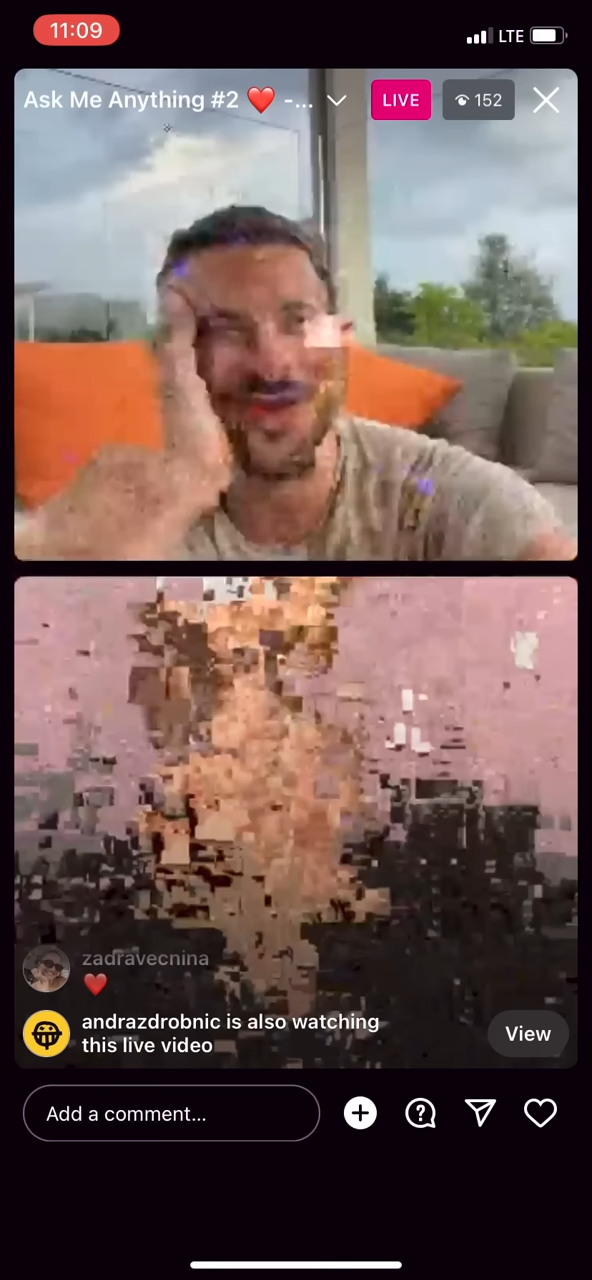 11:09
LTE
Ask Me Anything #2 ❤️ -...
LIVE
152
zadravecnina
❤️
andrazdrobnic is also watching
this live video
View
Add a comment...